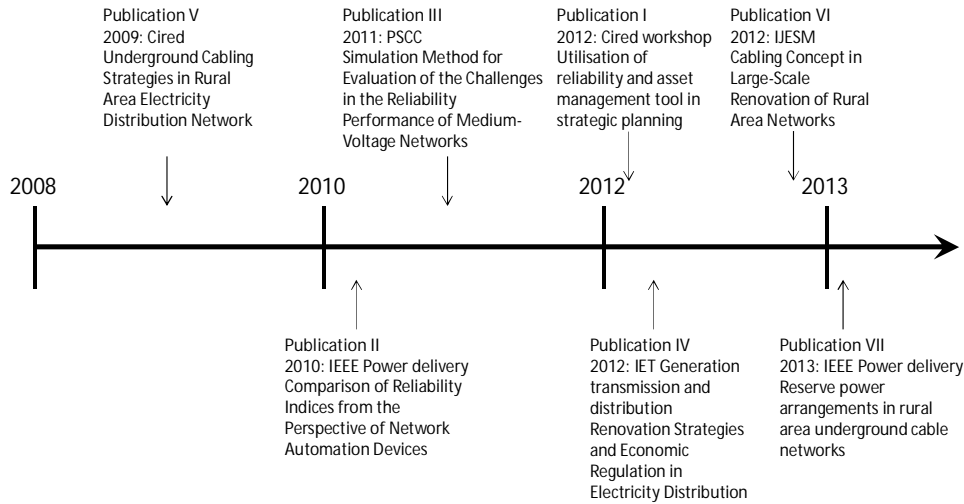 Publication V
2009: Cired
Underground Cabling
Strategies in Rural
Area Electricity
Distribution Network
Publication III
2011: PSCC
Simulation Method for
Evaluation of the Challenges
in the Reliability
Performance of Medium-
Voltage Networks
Publication I
2012: Cired workshop
Utilisation of
reliability and asset
management tool in
strategic planning
Publication VI
2012: IJESM
Cabling Concept in
Large-Scale
Renovation of Rural
Area Networks
2008
2010
2012
2013
Publication II
2010: IEEE Power delivery
Comparison of Reliability
Indices from the
Perspective of Network
Automation Devices
Publication IV
2012: IET Generation
transmission and
distribution
Renovation Strategies
and Economic
Regulation in
Electricity Distribution
Publication VII
2013: IEEE Power delivery
Reserve power
arrangements in rural
area underground cable
networks